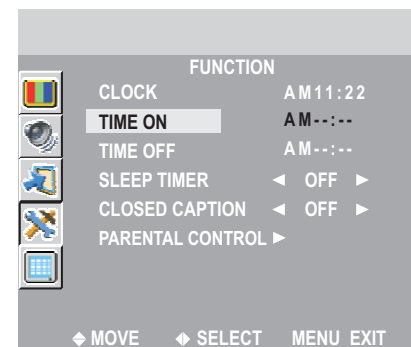 FUNCTION
CLOCK AM11:22
TIME ON AM--:--
TIME OFF AM--:--
SLEEP TIMER ◄ OFF ►
CLOSED CAPTION ◄ OFF ►
PARENTAL CONTROL ►
MOVE SELECT MENU EXIT